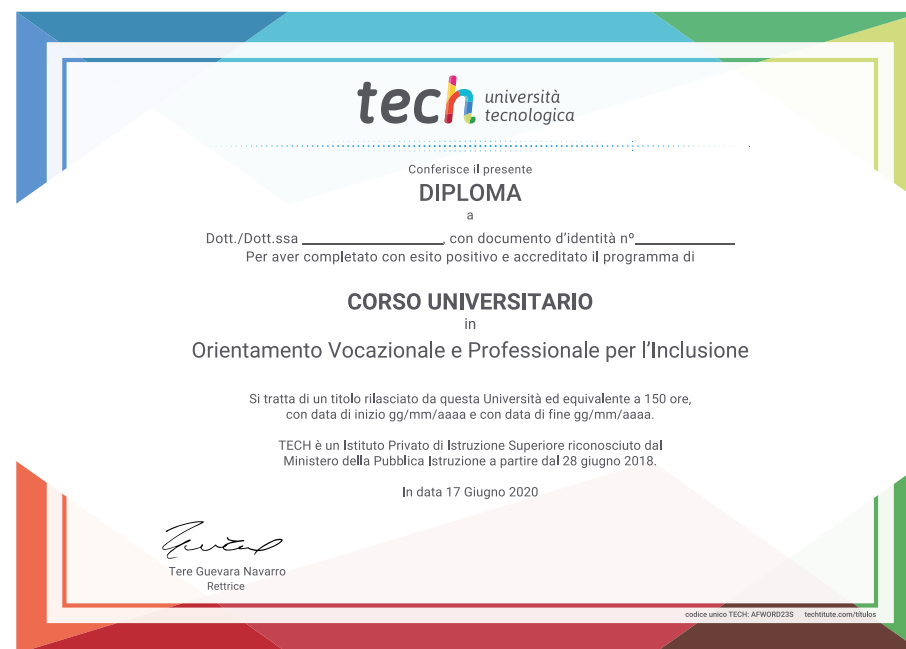 tech università
tecnologica
Conferisce il presente
DIPLOMA
a
Dott./Dott.ssa ____________________, con documento d'identità nº______________
Per aver completato con esito positivo e accreditato il programma di
CORSO UNIVERSITARIO
in
Orientamento Vocazionale e Professionale per l'Inclusione
Si tratta di un titolo rilasciato da questa Università ed equivalente a 150 ore,
con data di inizio gg/mm/aaaa e con data di fine gg/mm/aaaa.
TECH è un Istituto Privato di Istruzione Superiore riconosciuto dal
Ministero della Pubblica Istruzione a partire dal 28 giugno 2018.
In data 17 Giugno 2020
Tere Guevara Navarro
Rettrice
codice unico TECH: AFWORD23S techtitute.com/titulos